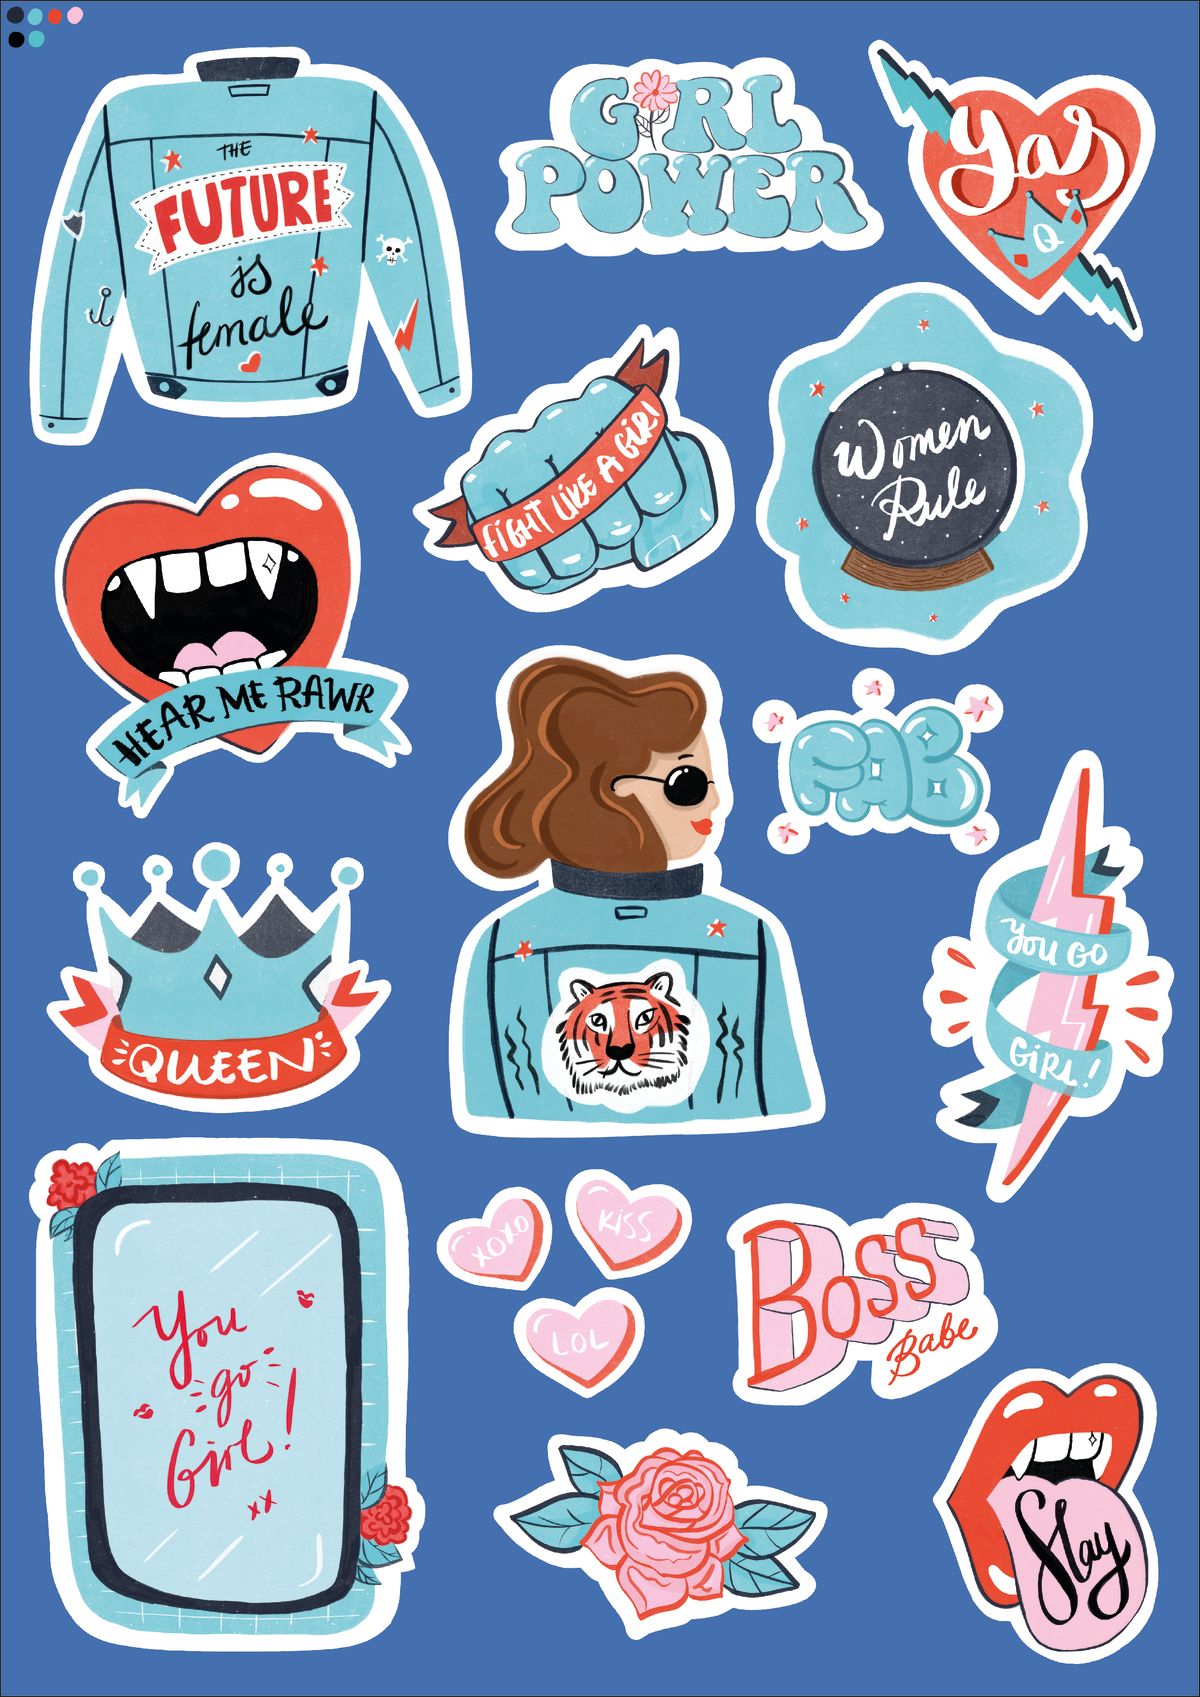 THE
FUTURE
is
female
GiRL
POWER
Yas
Q
FiGHT LiKE A GiRl
Women
Rule
HEAR ME RAWR
FAB
QUEEN
YOU GO
GiRL!
You
go
Girl!
xx
XOXO
KiSS
LOL
BOSS
Babe
Slay